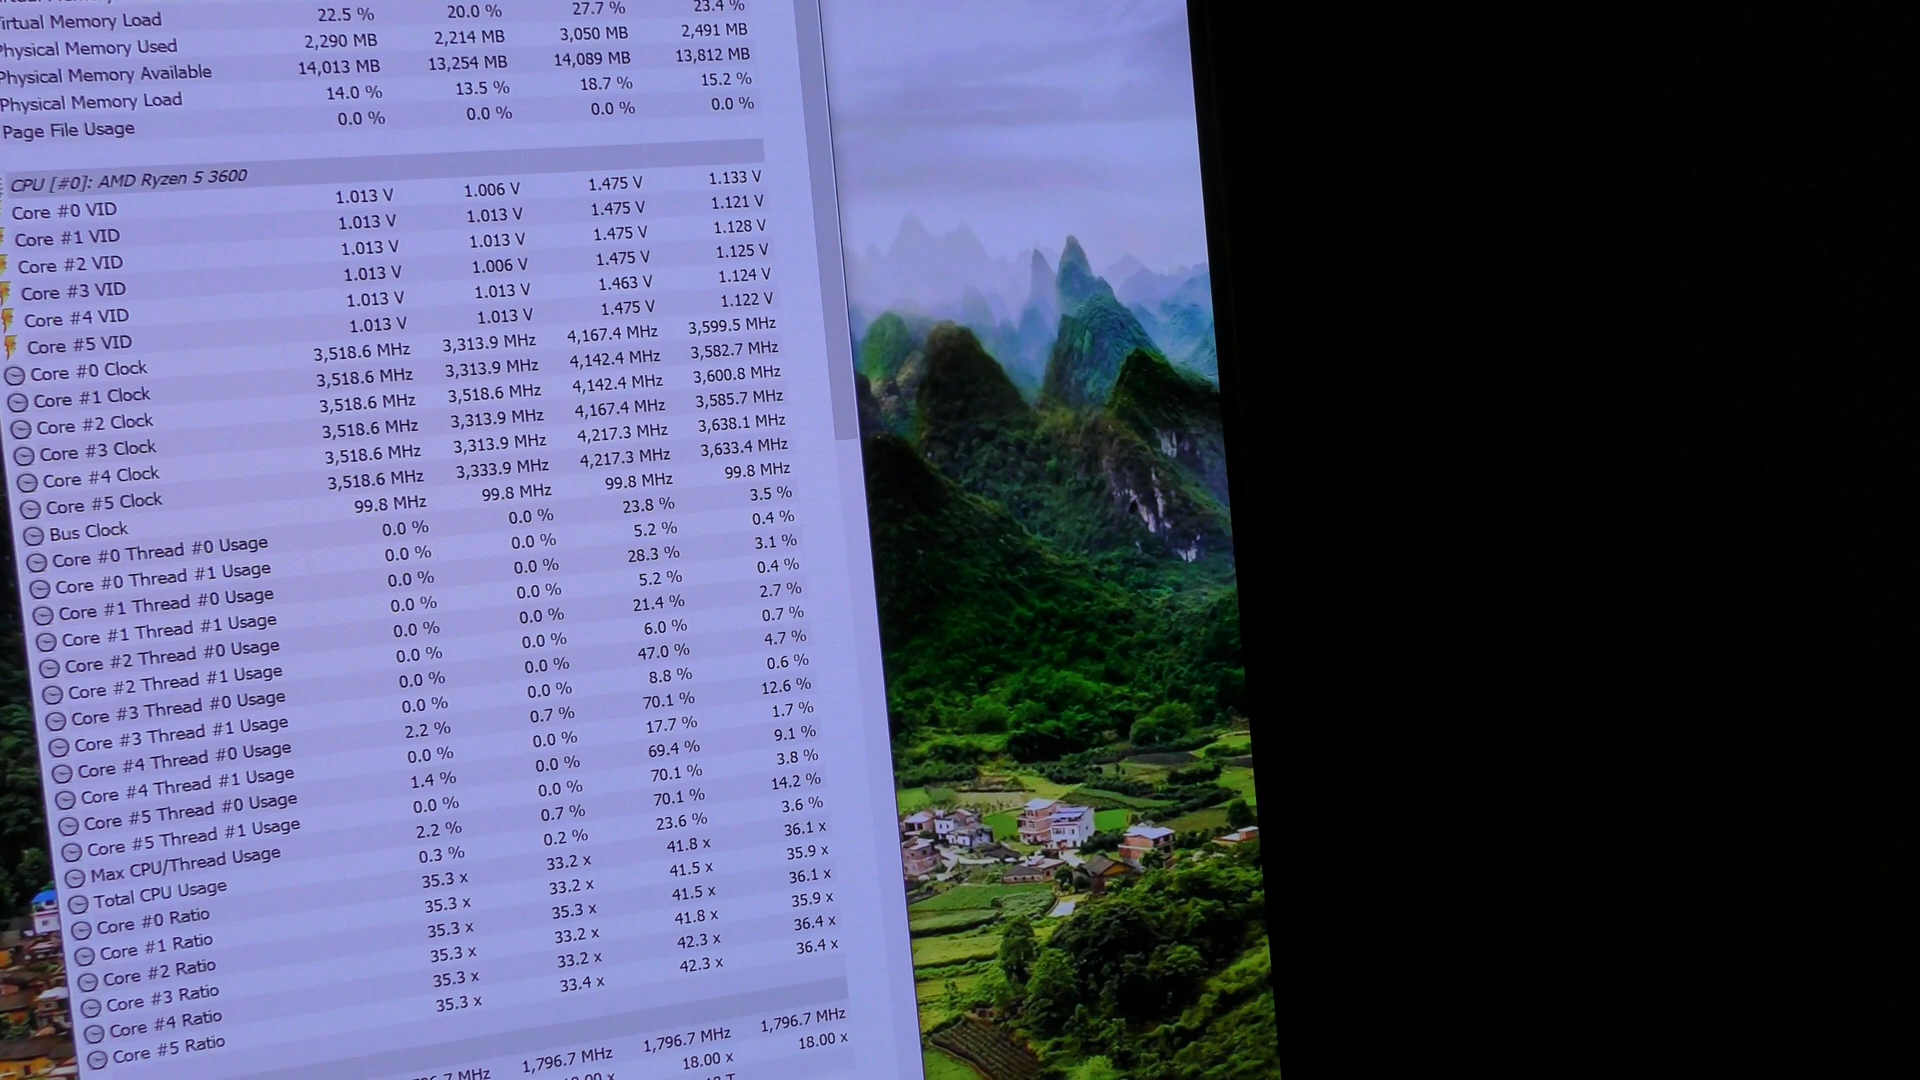 Virtual Memory Load 22.5 % 20.0 % 27.7 % 23.4 %
Physical Memory Used 2,290 MB 2,214 MB 3,050 MB 2,491 MB
Physical Memory Available 14,013 MB 13,254 MB 14,089 MB 13,812 MB
Physical Memory Load 14.0 % 13.5 % 18.7 % 15.2 %
Page File Usage 0.0 % 0.0 % 0.0 % 0.0 %
CPU [#0]: AMD Ryzen 5 3600
Core #0 VID 1.013 V 1.006 V 1.475 V 1.133 V
Core #1 VID 1.013 V 1.013 V 1.475 V 1.121 V
Core #2 VID 1.013 V 1.013 V 1.475 V 1.128 V
Core #3 VID 1.013 V 1.006 V 1.475 V 1.125 V
Core #4 VID 1.013 V 1.013 V 1.463 V 1.124 V
Core #5 VID 1.013 V 1.013 V 1.475 V 1.122 V
Core #0 Clock 3,518.6 MHz 3,313.9 MHz 4,167.4 MHz 3,599.5 MHz
Core #1 Clock 3,518.6 MHz 3,313.9 MHz 4,142.4 MHz 3,582.7 MHz
Core #2 Clock 3,518.6 MHz 3,518.6 MHz 4,142.4 MHz 3,600.8 MHz
Core #3 Clock 3,518.6 MHz 3,313.9 MHz 4,167.4 MHz 3,585.7 MHz
Core #4 Clock 3,518.6 MHz 3,313.9 MHz 4,217.3 MHz 3,638.1 MHz
Core #5 Clock 3,518.6 MHz 3,333.9 MHz 4,217.3 MHz 3,633.4 MHz
Bus Clock 99.8 MHz 99.8 MHz 99.8 MHz 99.8 MHz
Core #0 Thread #0 Usage 0.0 % 0.0 % 23.8 % 3.5 %
Core #0 Thread #1 Usage 0.0 % 0.0 % 5.2 % 0.4 %
Core #1 Thread #0 Usage 0.0 % 0.0 % 28.3 % 3.1 %
Core #1 Thread #1 Usage 0.0 % 0.0 % 5.2 % 0.4 %
Core #2 Thread #0 Usage 0.0 % 0.0 % 21.4 % 2.7 %
Core #2 Thread #1 Usage 0.0 % 0.0 % 6.0 % 0.7 %
Core #3 Thread #0 Usage 0.0 % 0.0 % 47.0 % 4.7 %
Core #3 Thread #1 Usage 0.0 % 0.0 % 8.8 % 0.6 %
Core #4 Thread #0 Usage 2.2 % 0.7 % 70.1 % 12.6 %
Core #4 Thread #1 Usage 0.0 % 0.0 % 17.7 % 1.7 %
Core #5 Thread #0 Usage 1.4 % 0.0 % 69.4 % 9.1 %
Core #5 Thread #1 Usage 0.0 % 0.0 % 70.1 % 3.8 %
Max CPU/Thread Usage 2.2 % 0.7 % 70.1 % 14.2 %
Total CPU Usage 0.3 % 0.2 % 23.6 % 3.6 %
Core #0 Ratio 35.3 x 33.2 x 41.8 x 36.1 x
Core #1 Ratio 35.3 x 33.2 x 41.5 x 35.9 x
Core #2 Ratio 35.3 x 35.3 x 41.5 x 36.1 x
Core #3 Ratio 35.3 x 33.2 x 41.8 x 35.9 x
Core #4 Ratio 35.3 x 33.2 x 42.3 x 36.4 x
Core #5 Ratio 35.3 x 33.4 x 42.3 x 36.4 x
1,796.7 MHz 1,796.7 MHz 1,796.7 MHz
18.00 x 18.00 x